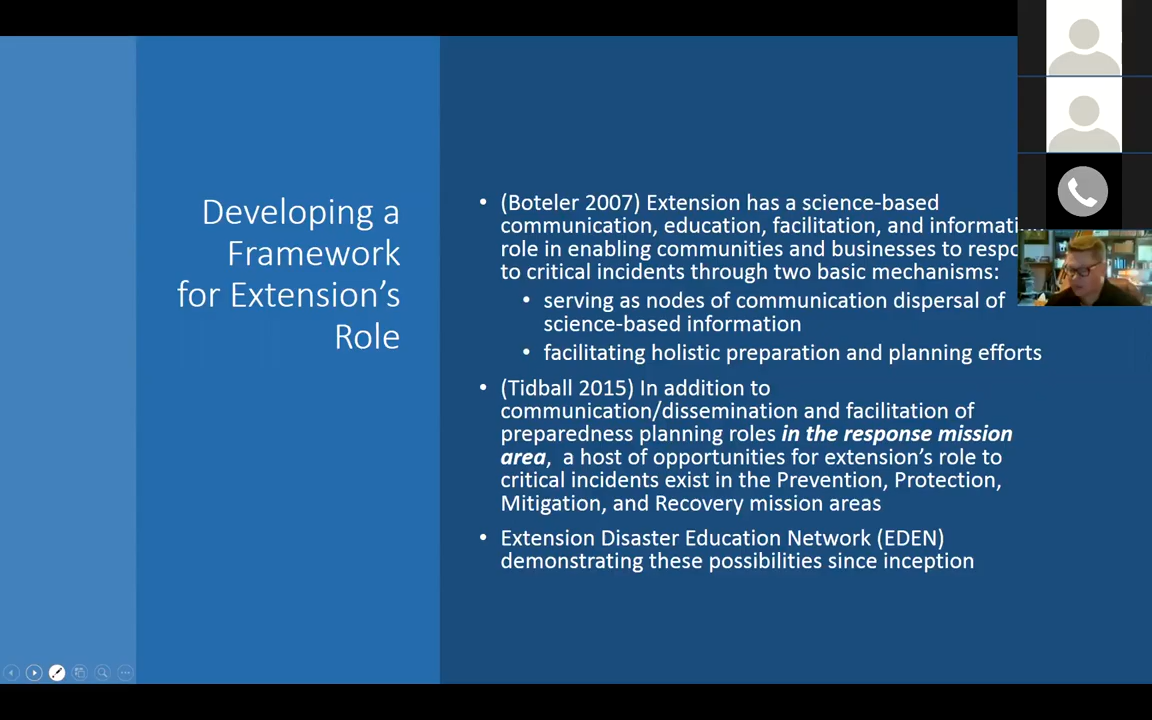 Developing a
Framework
for Extension's
Role
• (Boteler 2007) Extension has a science-based
communication, education, facilitation, and
role in enabling communities and businesses to
to critical incidents through two basic mechanisms:
• serving as nodes of communication dispersal of
science-based information
• facilitating holistic preparation and planning efforts
• (Tidball 2015) In addition to
communication/dissemination and facilitation of
preparedness planning roles in the response mission
area, a host of opportunities for extension's role to
critical incidents exist in the Prevention, Protection,
Mitigation, and Recovery mission areas
• Extension Disaster Education Network (EDEN)
demonstrating these possibilities since inception